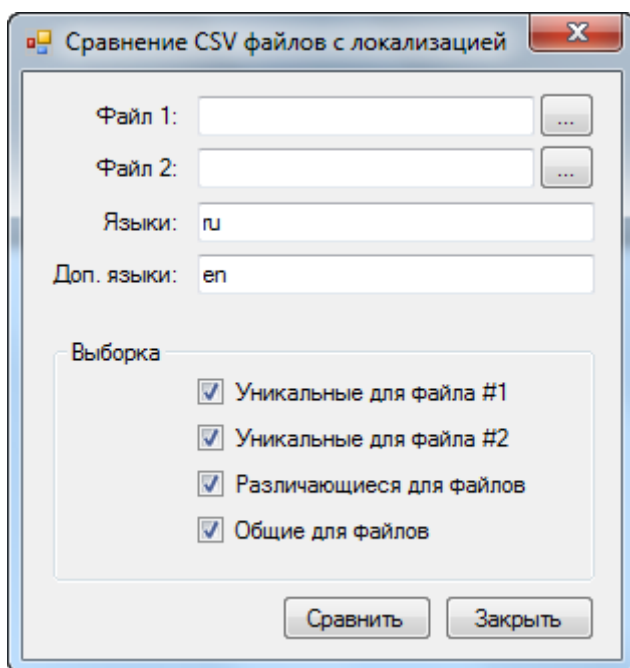 Сравнение CSV файлов с локализацией
Файл 1: ...
Файл 2: ...
Языки: ru
Доп. языки: en
Выборка
Уникальные для файла #1
Уникальные для файла #2
Различающиеся для файлов
Общие для файлов
Сравнить Закрыть